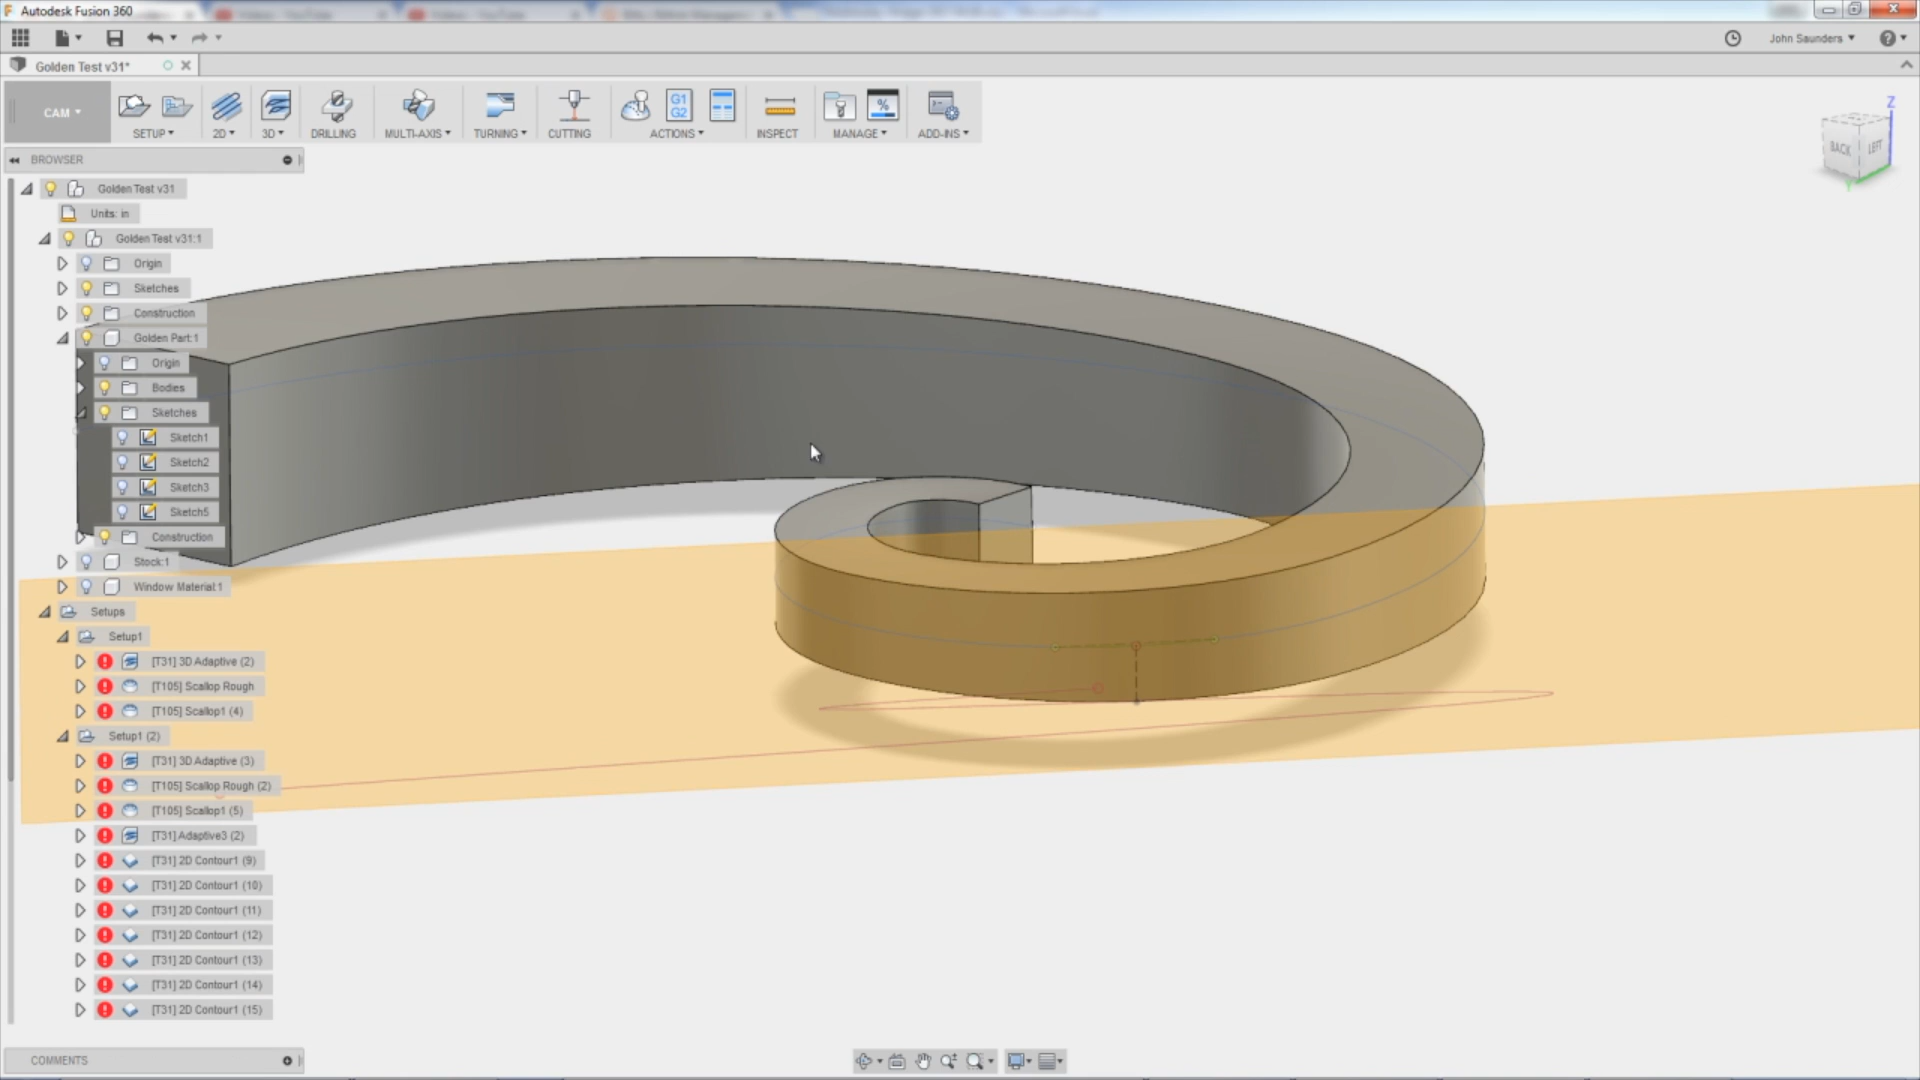 Autodesk Fusion 360
John Saunders
Golden Test v31*
CAM
SETUP
2D
3D
DRILLING
MULTI-AXIS
TURNING
CUTTING
G1
G2
ACTIONS
INSPECT
%
MANAGE
ADD-INS
Z
BACK
LEFT
Y
BROWSER
Golden Test v31
Units: in
Golden Test v31:1
Origin
Sketches
Construction
Golden Part:1
Origin
Bodies
Sketches
Sketch1
Sketch2
Sketch3
Sketch5
Construction
Stock:1
Window Material:1
Setups
Setup1
[T31] 3D Adaptive (2)
[T105] Scallop Rough
[T105] Scallop1 (4)
Setup1 (2)
[T31] 3D Adaptive (3)
[T105] Scallop Rough (2)
[T105] Scallop1 (5)
[T31] Adaptive3 (2)
[T31] 2D Contour1 (9)
[T31] 2D Contour1 (10)
[T31] 2D Contour1 (11)
[T31] 2D Contour1 (12)
[T31] 2D Contour1 (13)
[T31] 2D Contour1 (14)
[T31] 2D Contour1 (15)
COMMENTS